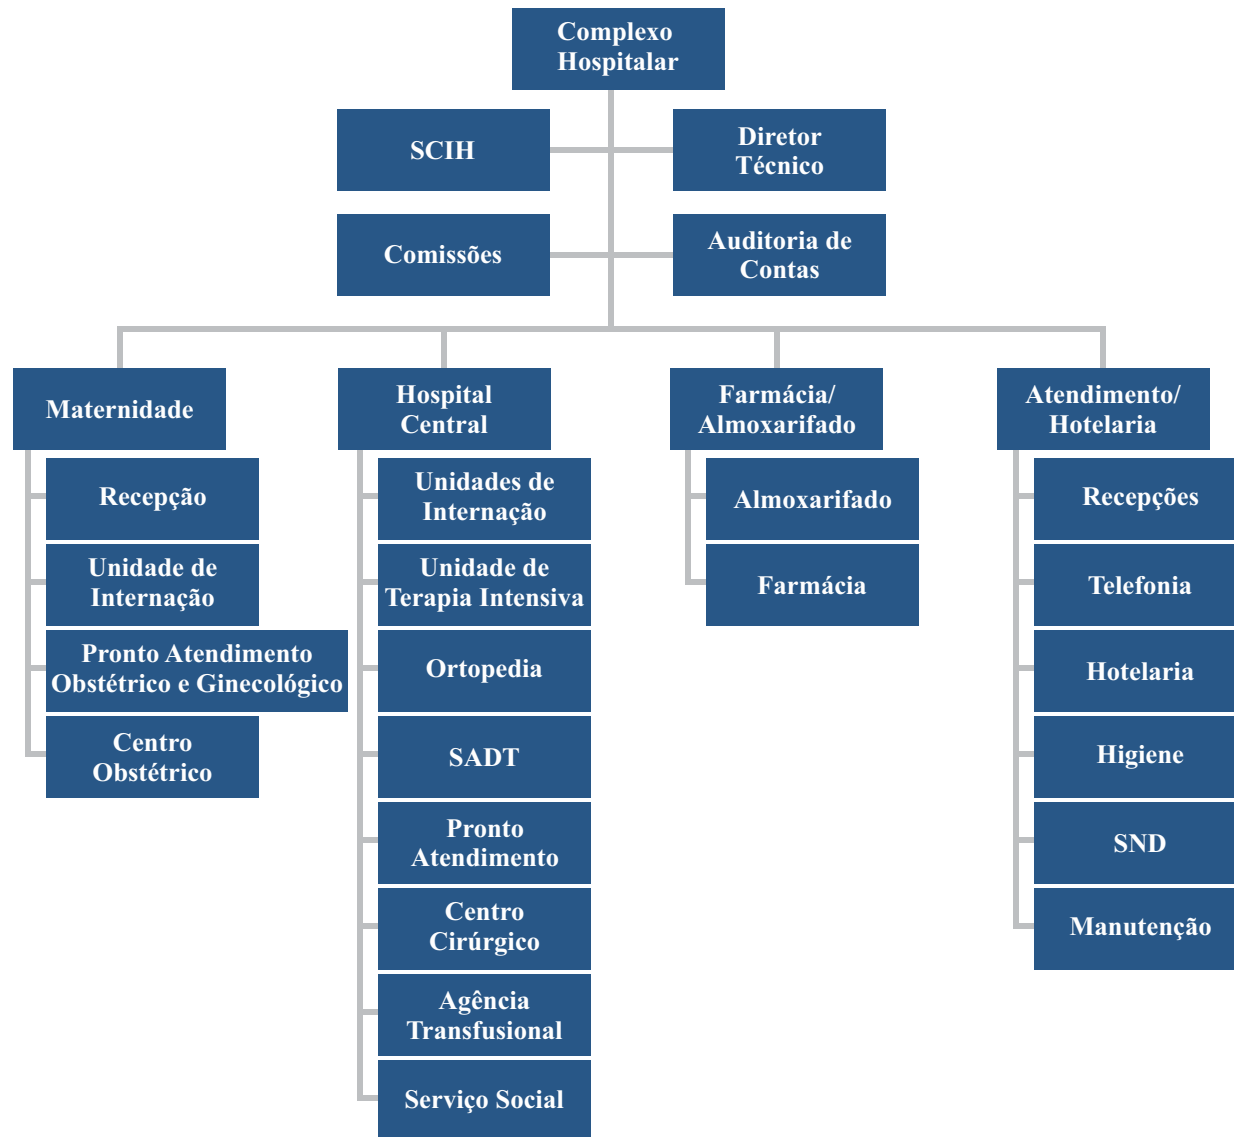 Complexo
Hospitalar
SCIH
Diretor
Técnico
Comissões
Auditoria de
Contas
Maternidade
Hospital
Central
Farmácia/
Almoxarifado
Atendimento/
Hotelaria
Recepção
Unidade de
Internação
Pronto Atendimento
Obstétrico e Ginecológico
Centro
Obstétrico
Unidades de
Internação
Unidade de
Terapia Intensiva
Ortopedia
SADT
Pronto
Atendimento
Centro
Cirúrgico
Agência
Transfusional
Serviço Social
Almoxarifado
Farmácia
Recepções
Telefonia
Hotelaria
Higiene
SND
Manutenção